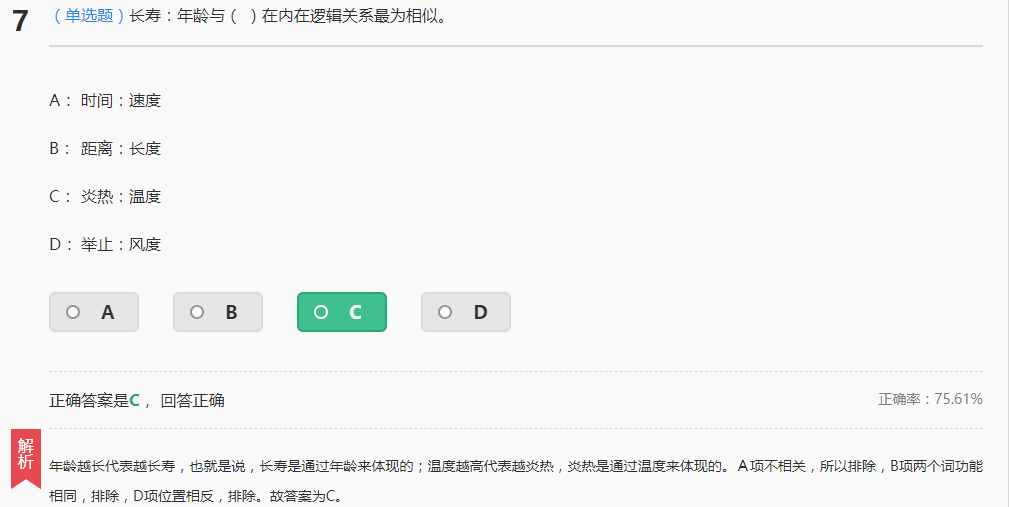 7 （单选题）长寿：年龄与（  ）在内在逻辑关系最为相似。
A： 时间：速度
B： 距离：长度
C： 炎热：温度
D： 举止：风度
A B C D
正确答案是C， 回答正确 正确率：75.61%
解析
年龄越长代表越长寿，也就是说，长寿是通过年龄来体现的；温度越高代表越炎热，炎热是通过温度来体现的。A项不相关，所以排除，B项两个词功能
相同，排除，D项位置相反，排除。故答案为C。